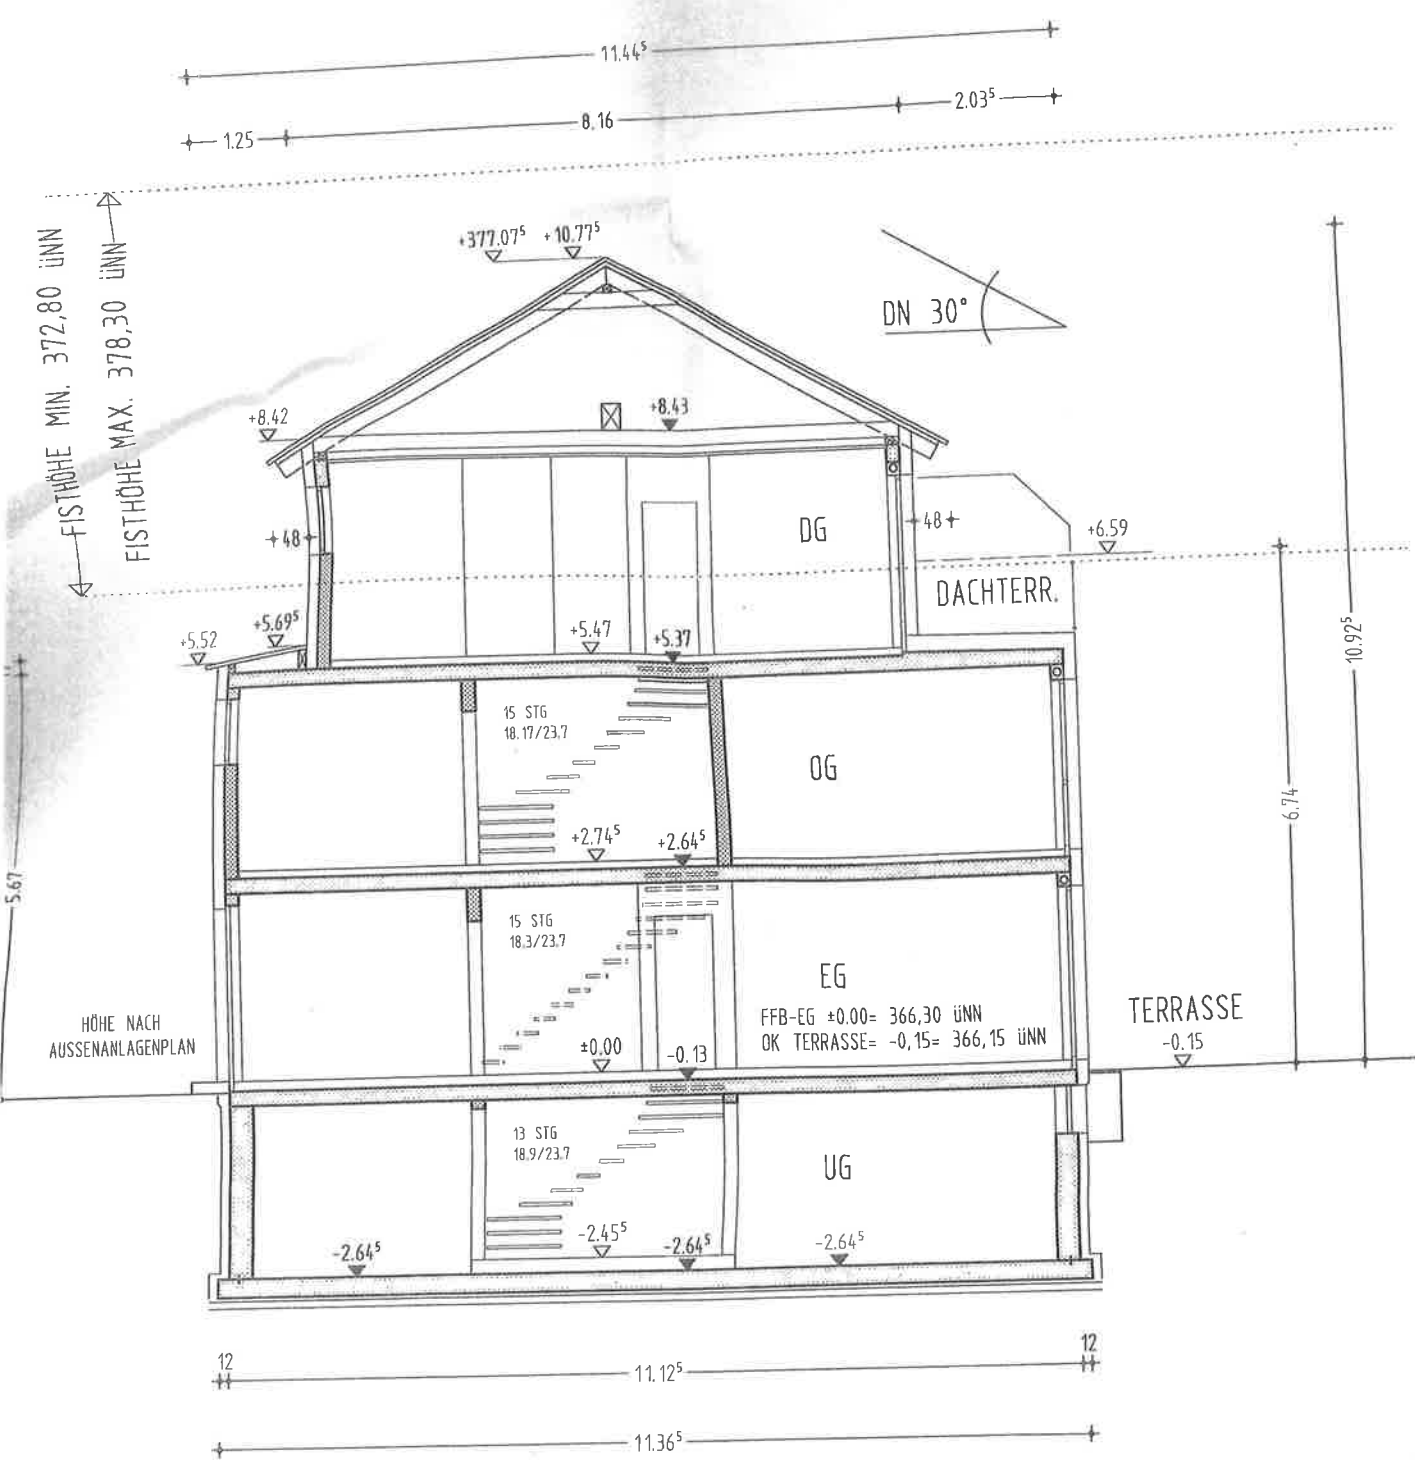 11.44⁵
1.25
8.16
2.03⁵
FISTHÖHE MIN. 372,80 ÜNN
FISTHÖHE MAX. 378,30 ÜNN
+377.07⁵ +10.77⁵
DN 30°
+8.42
+8.43
48
DG
48
+6.59
DACHTERR.
+5.52
+5.69⁵
+5.47
+5.37
10.92⁵
15 STG
18.17/23.7
OG
6.74
+2.74⁵
+2.64⁵
5.67
15 STG
18.3/23.7
EG
FFB-EG ±0.00= 366,30 ÜNN
OK TERRASSE= -0,15= 366,15 ÜNN
HÖHE NACH
AUSSENANLAGENPLAN
±0.00
-0.13
TERRASSE
-0.15
13 STG
18.9/23.7
UG
-2.64⁵
-2.45⁵
-2.64⁵
-2.64⁵
12
11.12⁵
12
11.36⁵